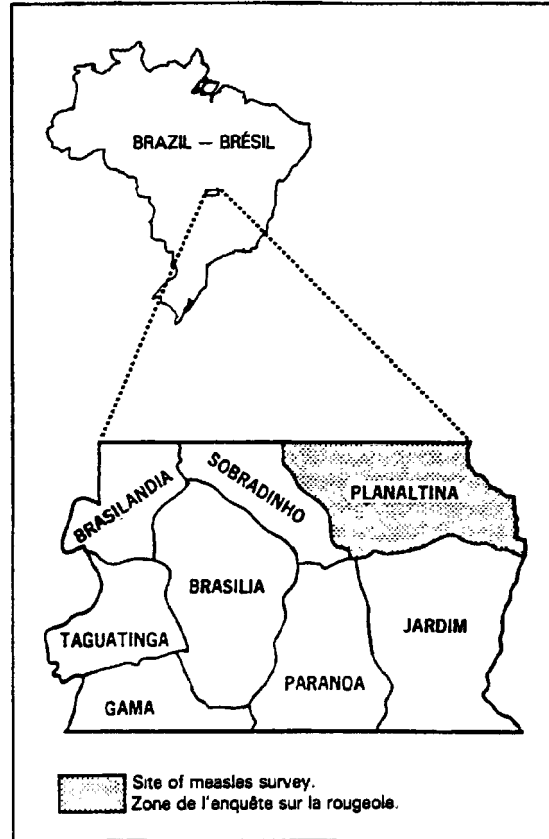 BRAZIL – BRÉSIL
BRASILANDIA
SOBRADINHO
PLANALTINA
BRASILIA
TAGUATINGA
JARDIM
PARANOA
GAMA
Site of measles survey.
Zone de l'enquête sur la rougeole.